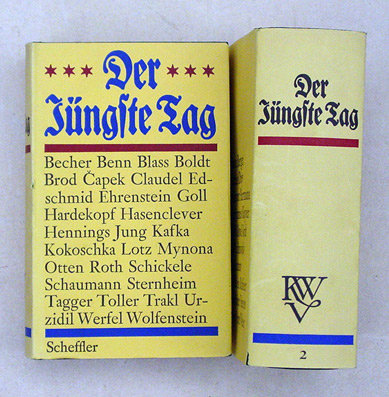 Der
Jüngste Tag
Becher Benn Blass Boldt
Brod Čapek Claudel Ed-
schmid Ehrenstein Goll
Hardekopf Hasenclever
Hennings Jung Kafka
Kokoschka Lotz Mynona
Otten Roth Schickele
Schaumann Sternheim
Tagger Toller Trakl Ur-
zidil Werfel Wolfenstein
Scheffler
Der
Jüngste Tag
KWV
2